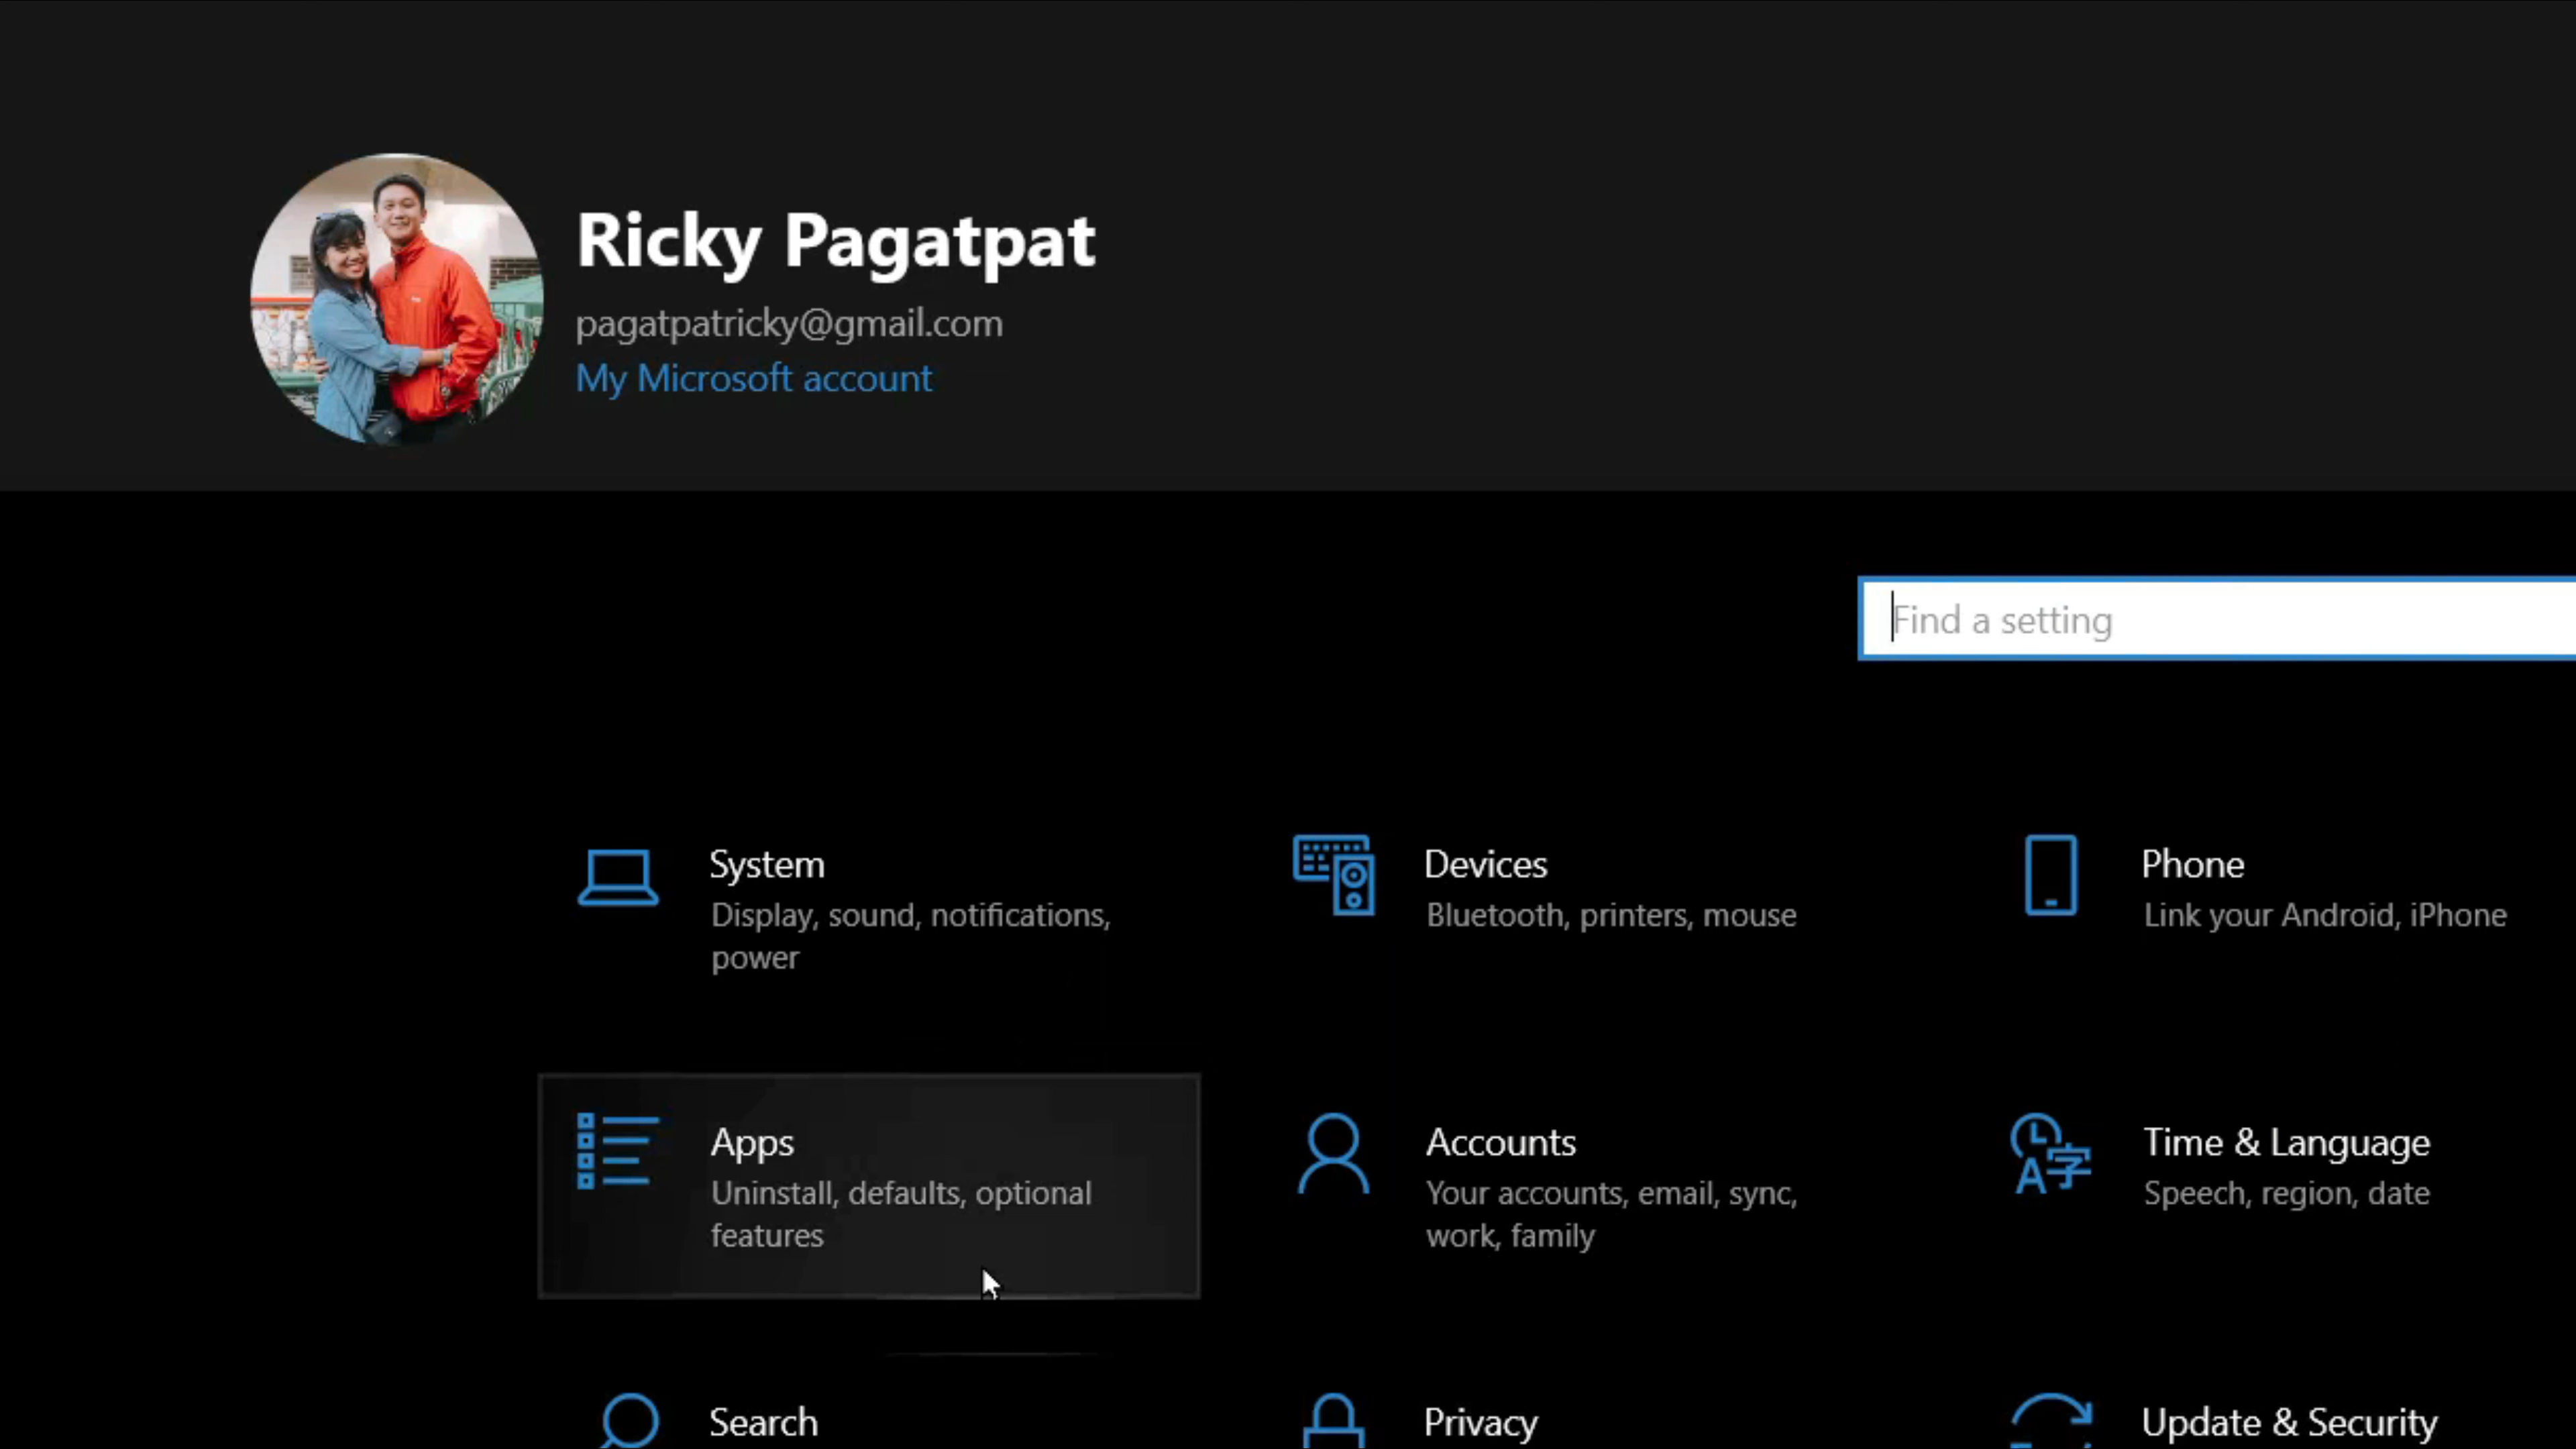 Ricky Pagatpat
pagatpatricky@gmail.com
My Microsoft account
Find a setting
System
Display, sound, notifications,
power
Devices
Bluetooth, printers, mouse
Phone
Link your Android, iPhone
Apps
Uninstall, defaults, optional
features
Accounts
Your accounts, email, sync,
work, family
Time & Language
Speech, region, date
Search
Privacy
Update & Security